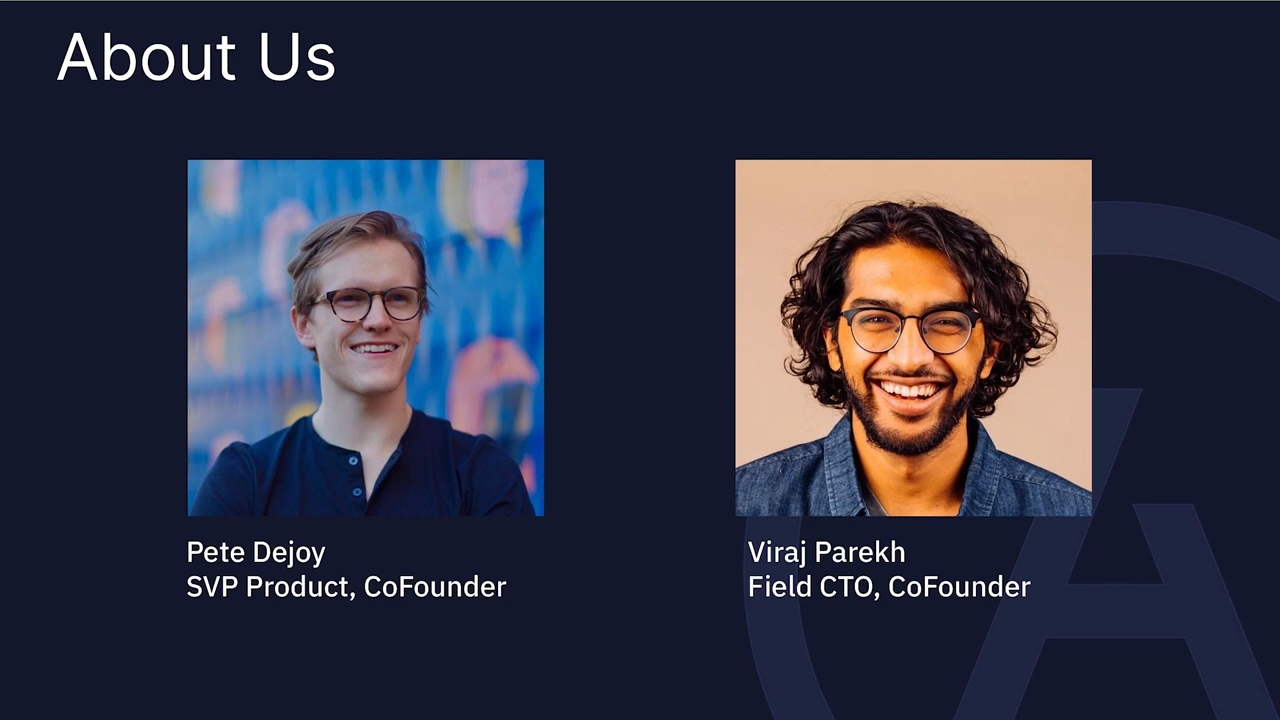 About Us
Pete Dejoy
SVP Product, CoFounder
Viraj Parekh
Field CTO, CoFounder